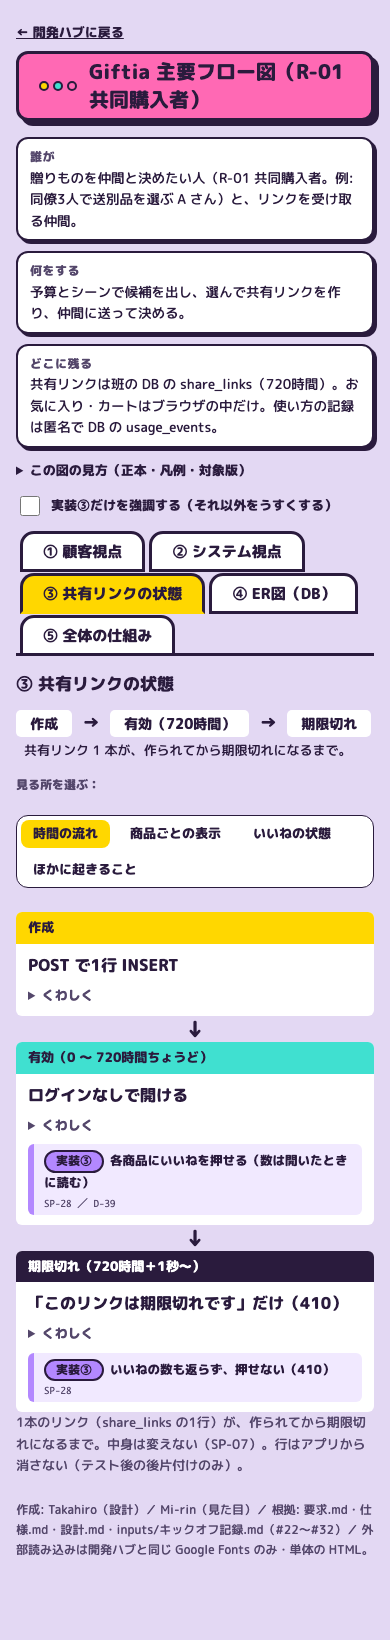 ← 開発ハブに戻る
Giftia 主要フロー図（R-01
共同購入者）
誰が
贈りものを仲間と決めたい人（R-01 共同購入者。例:
同僚3人で送別品を選ぶ A さん）と、リンクを受け取
る仲間。
何をする
予算とシーンで候補を出し、選んで共有リンクを作
り、仲間に送って決める。
どこに残る
共有リンクは班の DB の share_links（720時間）。お
気に入り・カートはブラウザの中だけ。使い方の記録
は匿名で DB の usage_events。
▶ この図の見方（正本・凡例・対象版）
実装③だけを強調する（それ以外をうすくする）
① 顧客視点
② システム視点
③ 共有リンクの状態
④ ER図（DB）
⑤ 全体の仕組み
③ 共有リンクの状態
作成 → 有効（720時間） → 期限切れ
共有リンク 1 本が、作られてから期限切れになるまで。
見る所を選ぶ：
時間の流れ 商品ごとの表示 いいねの状態
ほかに起きること
作成
POST で1行 INSERT
▶ くわしく
↓
有効（0 〜 720時間ちょうど）
ログインなしで開ける
▶ くわしく
実装③ 各商品にいいねを押せる（数は開いたとき
に読む）
SP-28 ／ D-39
↓
期限切れ（720時間＋1秒〜）
「このリンクは期限切れです」だけ（410）
▶ くわしく
実装③ いいねの数も返らず、押せない（410）
SP-28
1本のリンク（share_links の1行）が、作られてから期限切
れになるまで。中身は変えない（SP-07）。行はアプリから
消さない（テスト後の後片付けのみ）。
作成: Takahiro（設計）／ Mi-rin（見た目）／ 根拠: 要求.md・仕
様.md・設計.md・inputs/キックオフ記録.md（#22〜#32）／ 外
部読み込みは開発ハブと同じ Google Fonts のみ・単体の HTML。